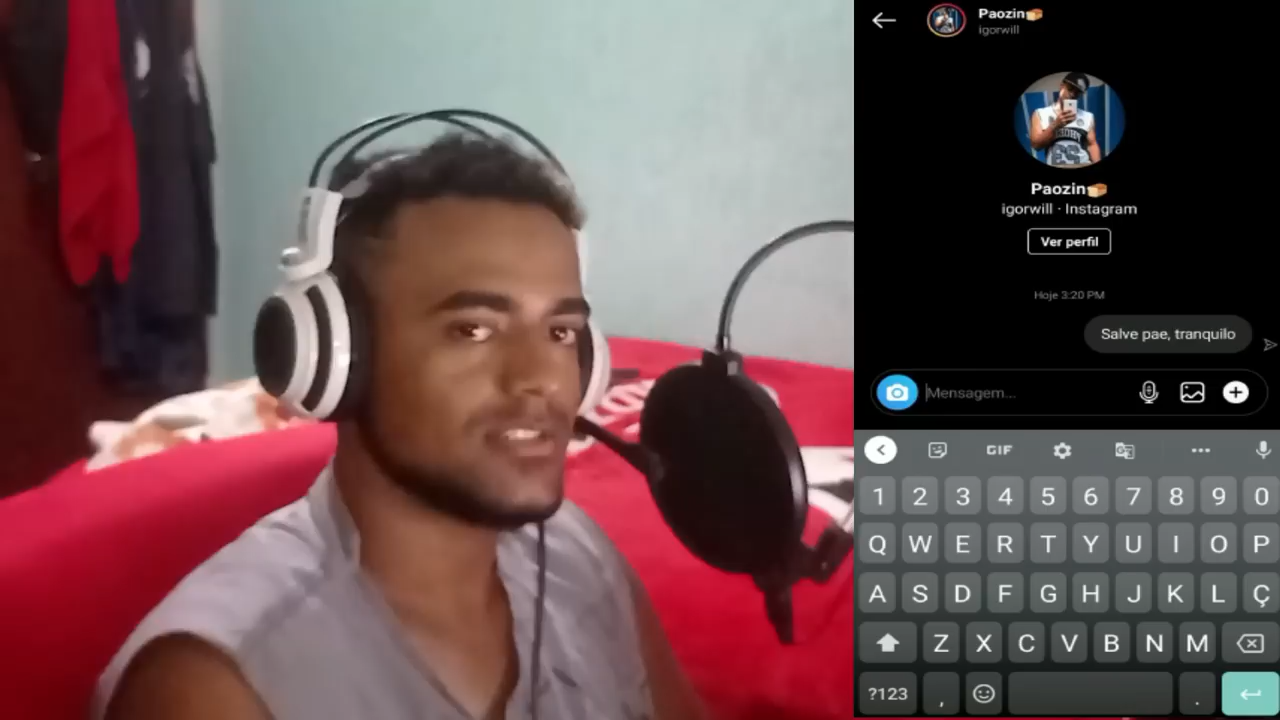 Paozin
igorwill
Paozin
igorwill · Instagram
Ver perfil
Hoje 3:20 PM
Salve pae, tranquilo
Mensagem...
GIF
1 2 3 4 5 6 7 8 9 0
Q W E R T Y U I O P
A S D F G H J K L Ç
Z X C V B N M
?123 , .